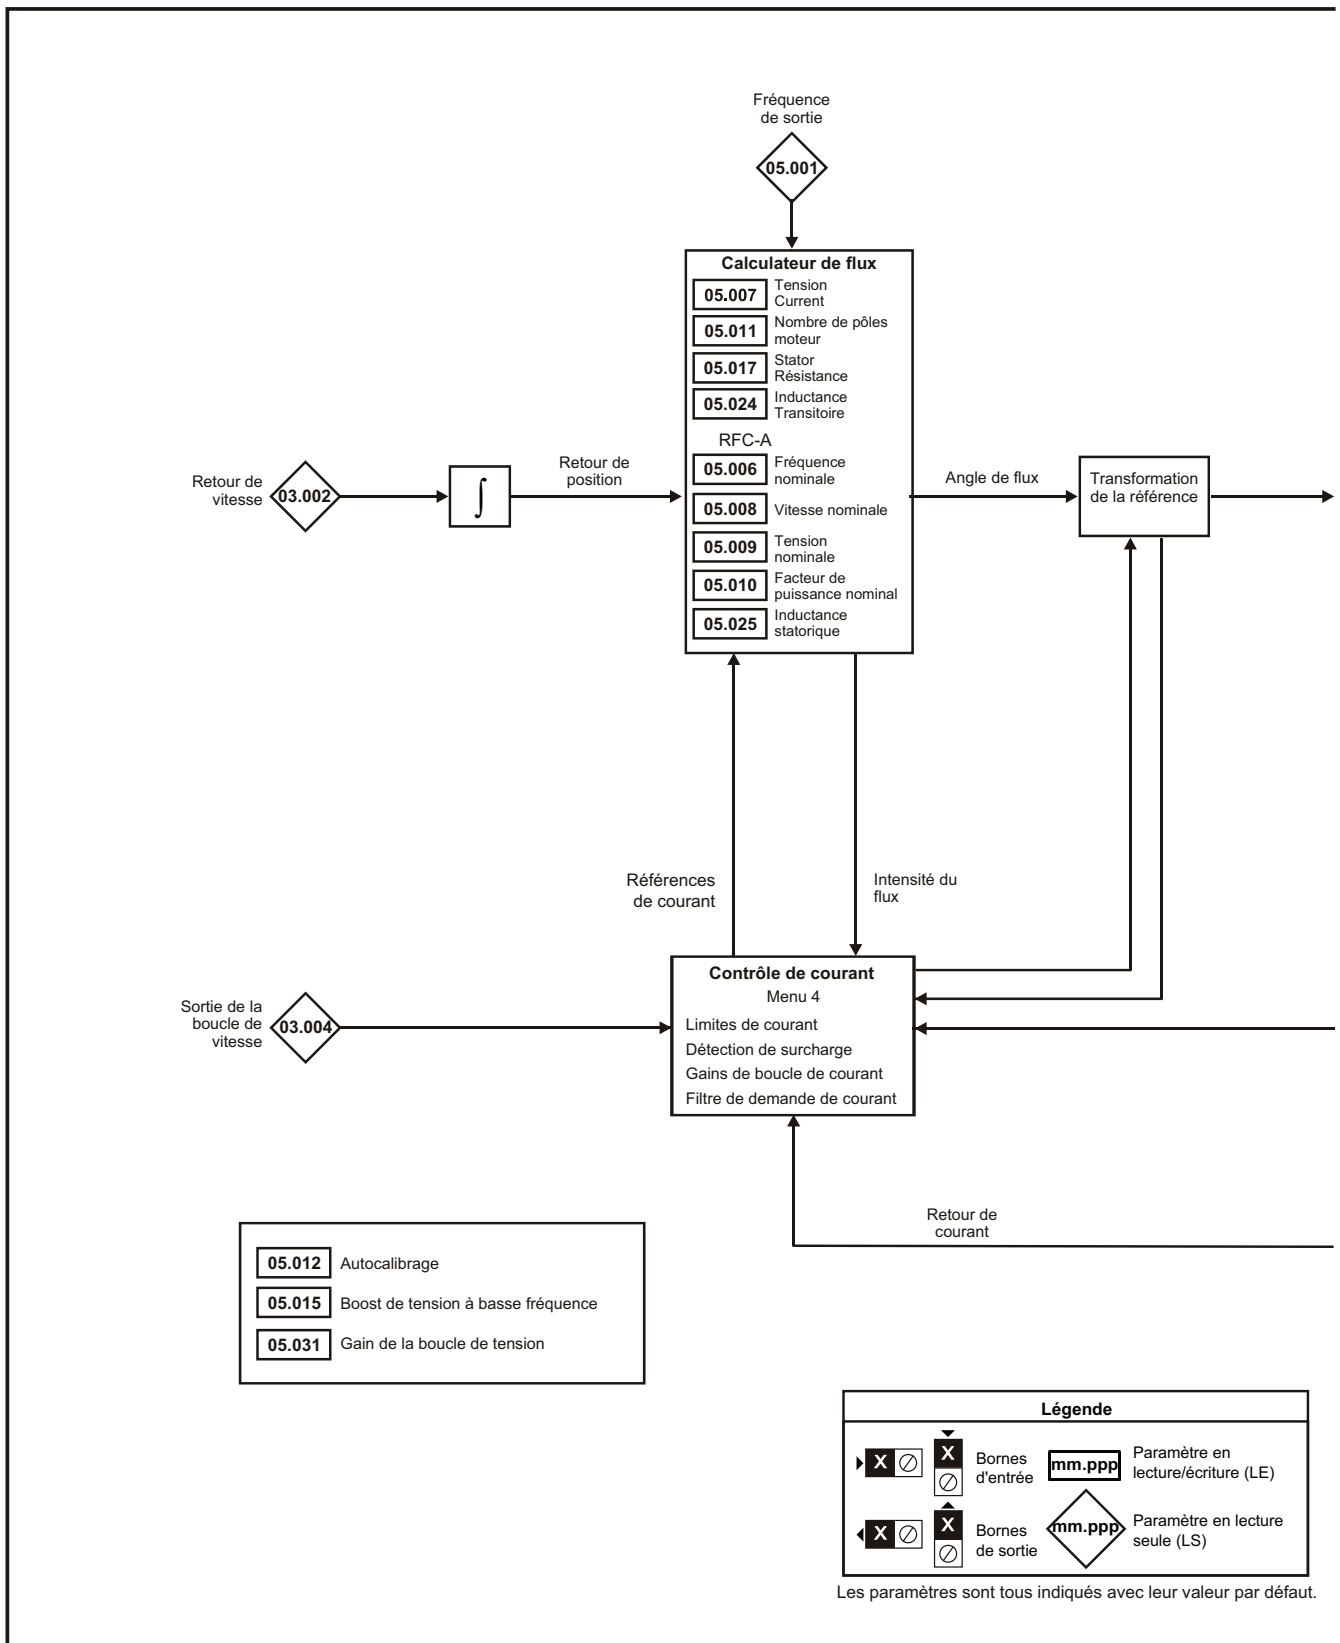 Fréquence
de sortie
05.001
Calculateur de flux
05.007 Tension
Current
05.011 Nombre de pôles
moteur
05.017 Stator
Résistance
05.024 Inductance
Transitoire
RFC-A
05.006 Fréquence
nominale
05.008 Vitesse nominale
05.009 Tension
nominale
05.010 Facteur de
puissance nominal
05.025 Inductance
statorique
Retour de
vitesse
03.002
∫
Retour de
position
Angle de flux
Transformation
de la référence
Références
de courant
Intensité du
flux
Sortie de la
boucle de
vitesse
03.004
Contrôle de courant
Menu 4
Limites de courant
Détection de surcharge
Gains de boucle de courant
Filtre de demande de courant
Retour de
courant
05.012 Autocalibrage
05.015 Boost de tension à basse fréquence
05.031 Gain de la boucle de tension
Légende
X X Bornes
d'entrée
mm.ppp Paramètre en
lecture/écriture (LE)
X X Bornes
de sortie
mm.ppp Paramètre en lecture
seule (LS)
Les paramètres sont tous indiqués avec leur valeur par défaut.